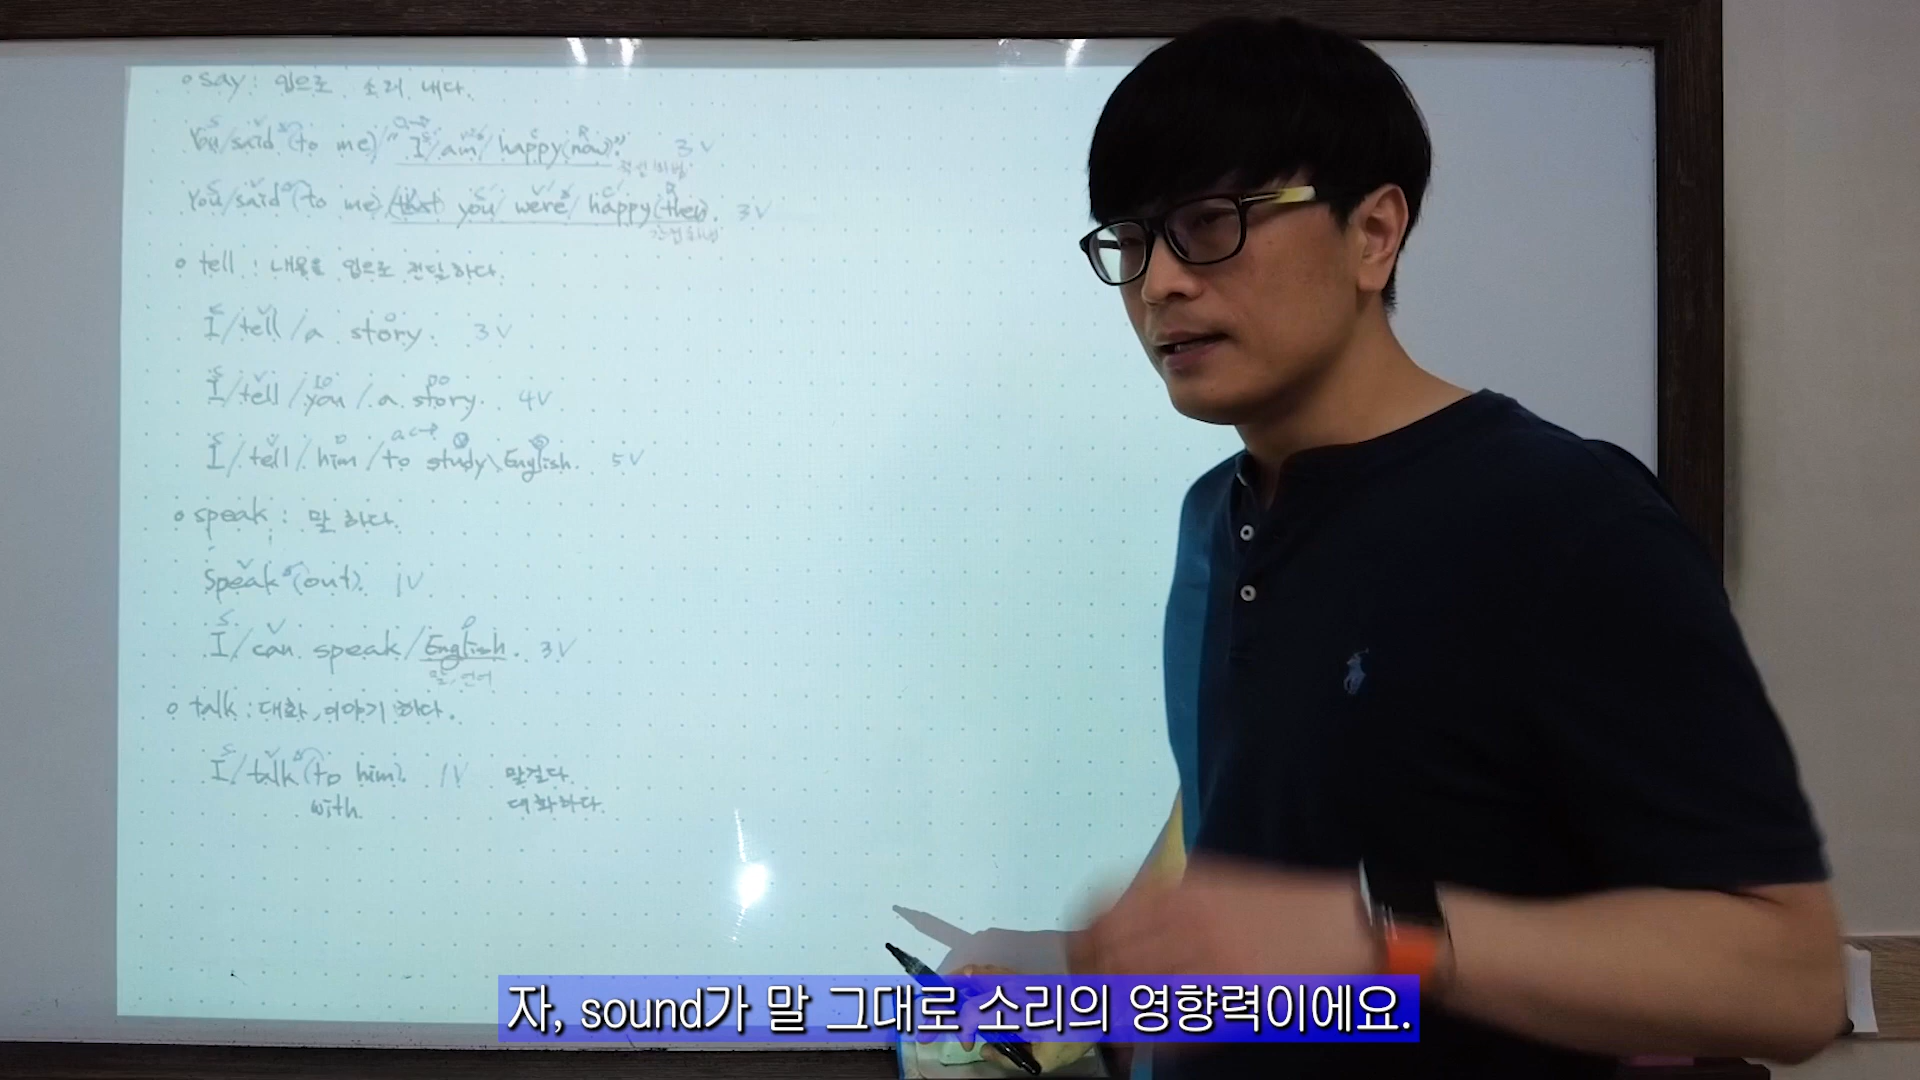 o say : 입으로 소리 내다.
You/said (to me)/"I/am/happy(now)." 3V
직접화법
You/said (to me)/(that) you/were/happy(then). 3V
간접화법
o tell : 내용을 입으로 전달하다.
I/tell/a story. 3V
I/tell/you/a story. 4V
I/tell/him/to study\English. 5V
o speak : 말하다.
Speak (out). 1V
I/can speak/English. 3V
말, 언어
o talk : 대화, 이야기하다.
I/talk (to him). 1V 말걸다.
with 대화하다.
자, sound가 말 그대로 소리의 영향력이에요.